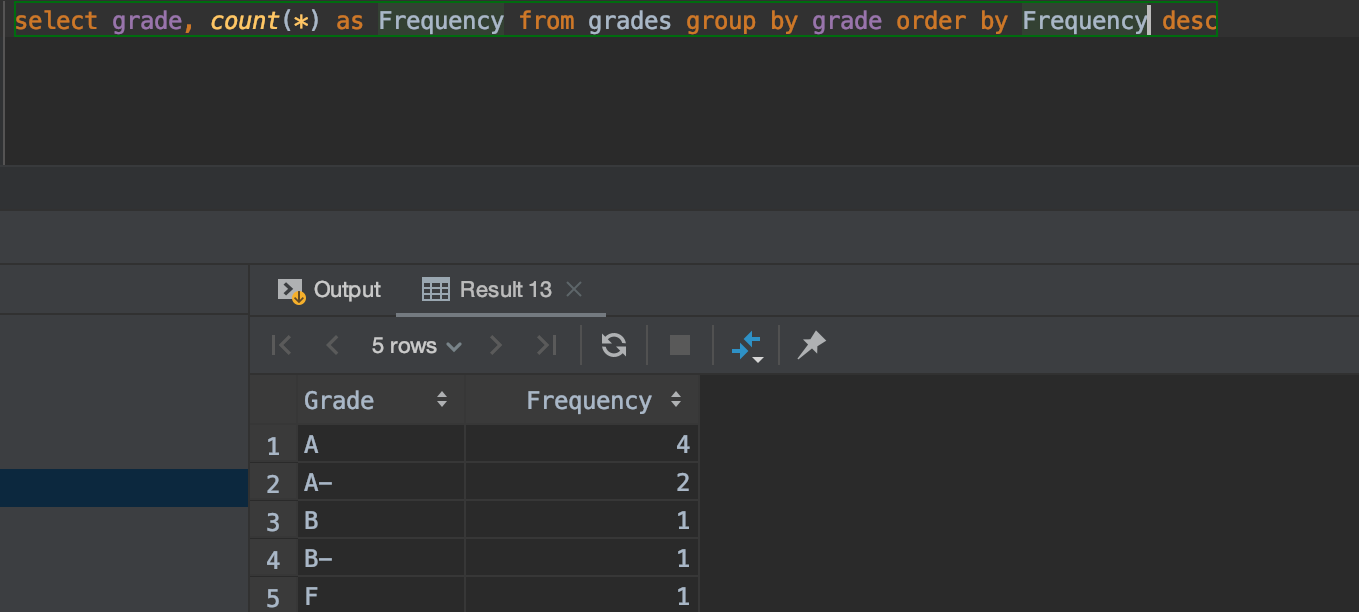 select grade, count(*) as Frequency from grades group by grade order by Frequency desc
Output Result 13
5 rows
Grade Frequency
1 A 4
2 A- 2
3 B 1
4 B- 1
5 F 1